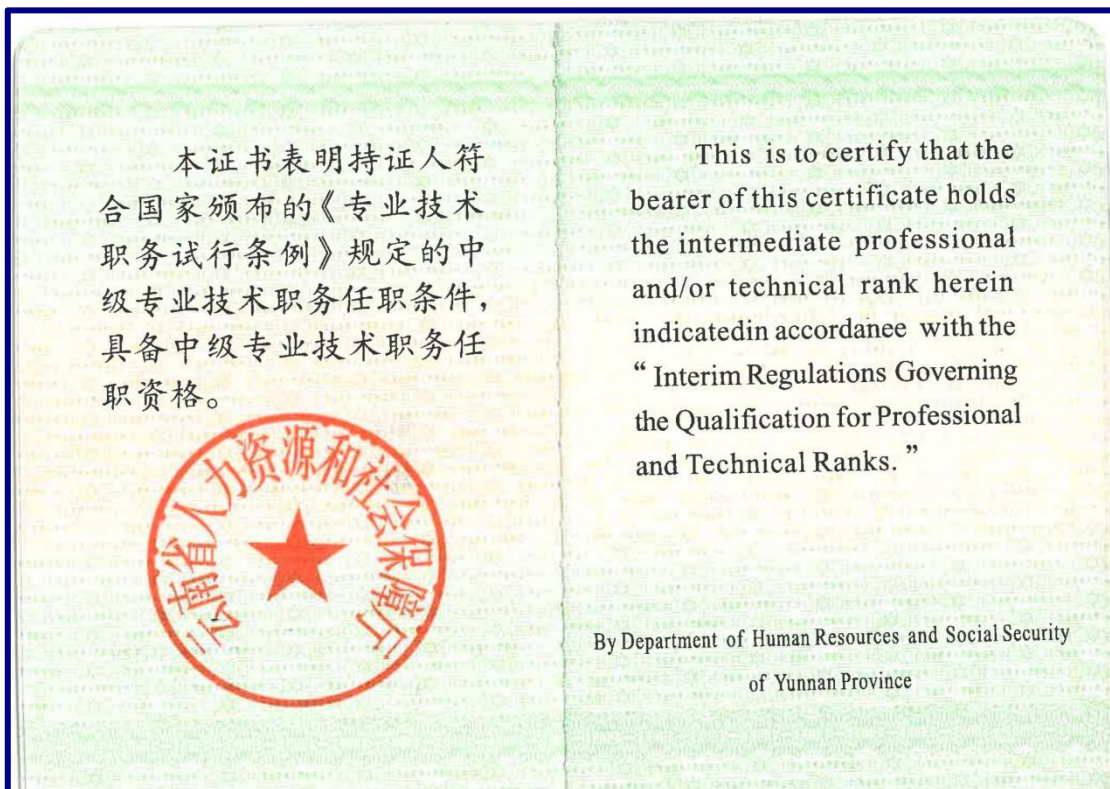 本证书表明持证人符
合国家颁布的《专业技术
职务试行条例》规定的中
级专业技术职务任职条件，
具备中级专业技术职务任
职资格。
云南省人力资源和社会保障厅
This is to certify that the
bearer of this certificate holds
the intermediate professional
and/or technical rank herein
indicatedin accordanee with the
“ Interim Regulations Governing
the Qualification for Professional
and Technical Ranks. ”
By Department of Human Resources and Social Security
of Yunnan Province